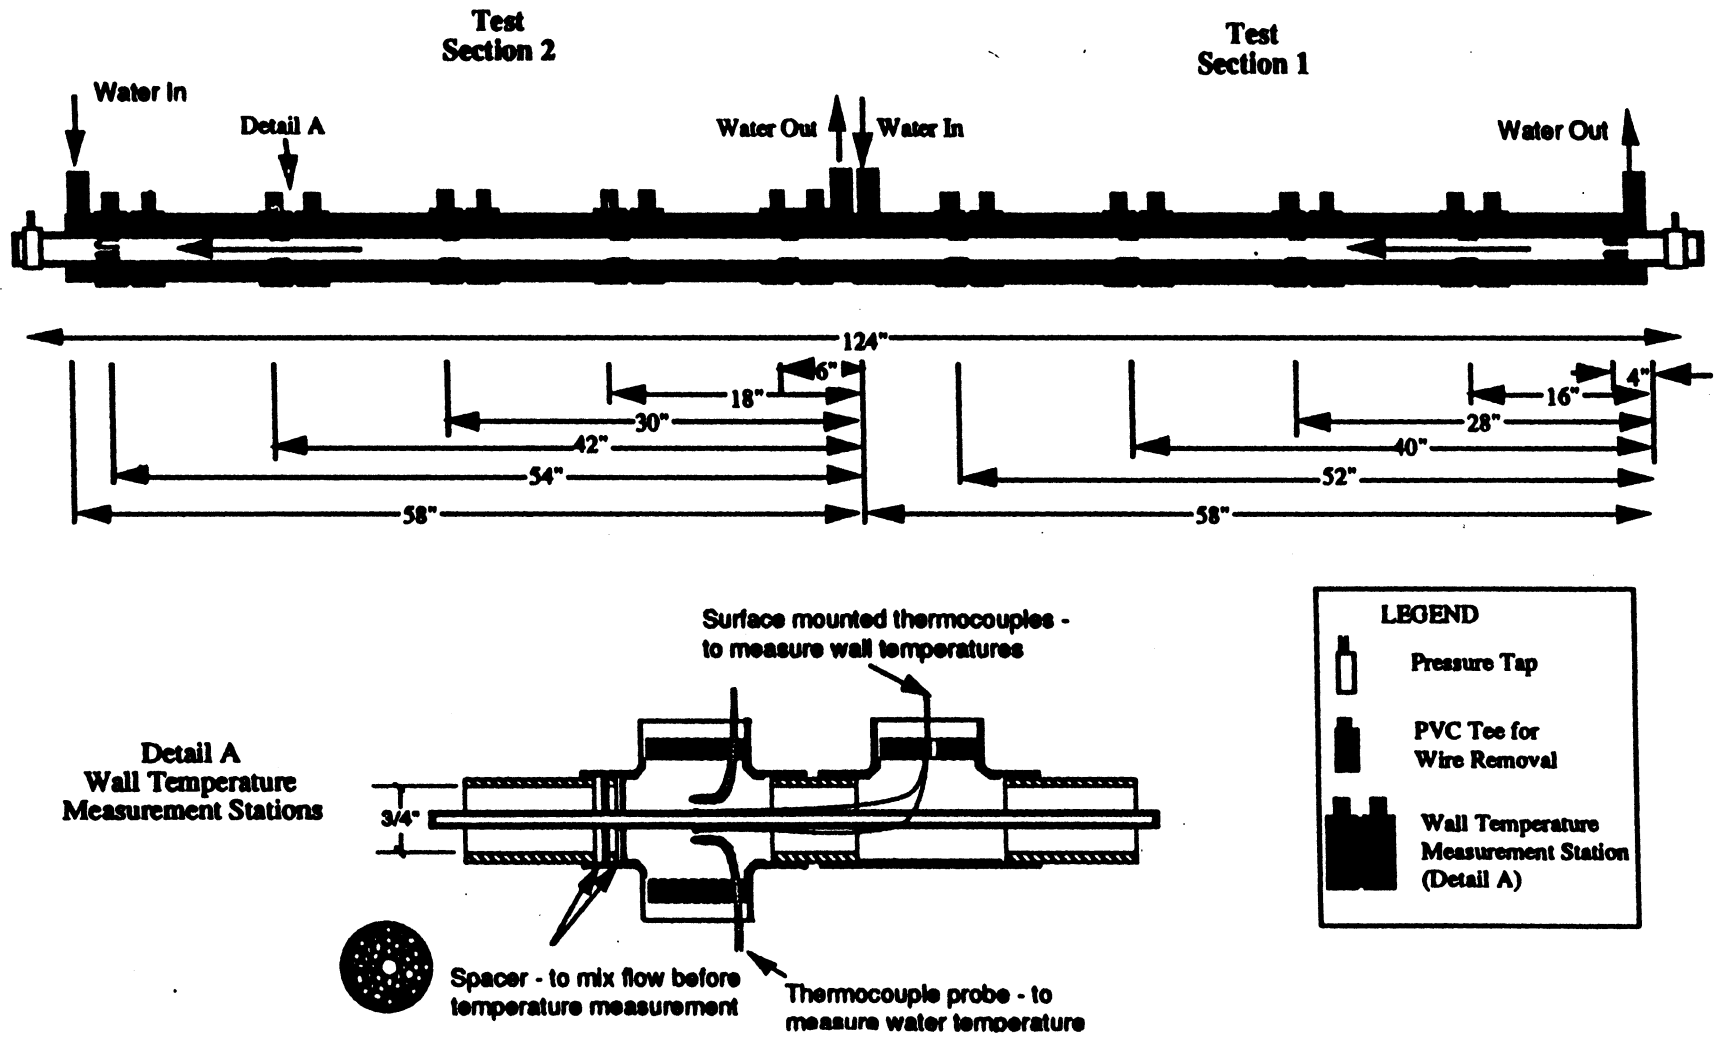 Test
Section 2
Test
Section 1
Water In
Detail A
Water Out
Water In
Water Out
124"
6"
4"
18"
16"
30"
28"
42"
40"
54"
52"
58"
58"
Surface mounted thermocouples -
to measure wall temperatures
LEGEND
Pressure Tap
PVC Tee for
Wire Removal
Wall Temperature
Measurement Station
(Detail A)
Detail A
Wall Temperature
Measurement Stations
3/4"
Spacer - to mix flow before
temperature measurement
Thermocouple probe - to
measure water temperature